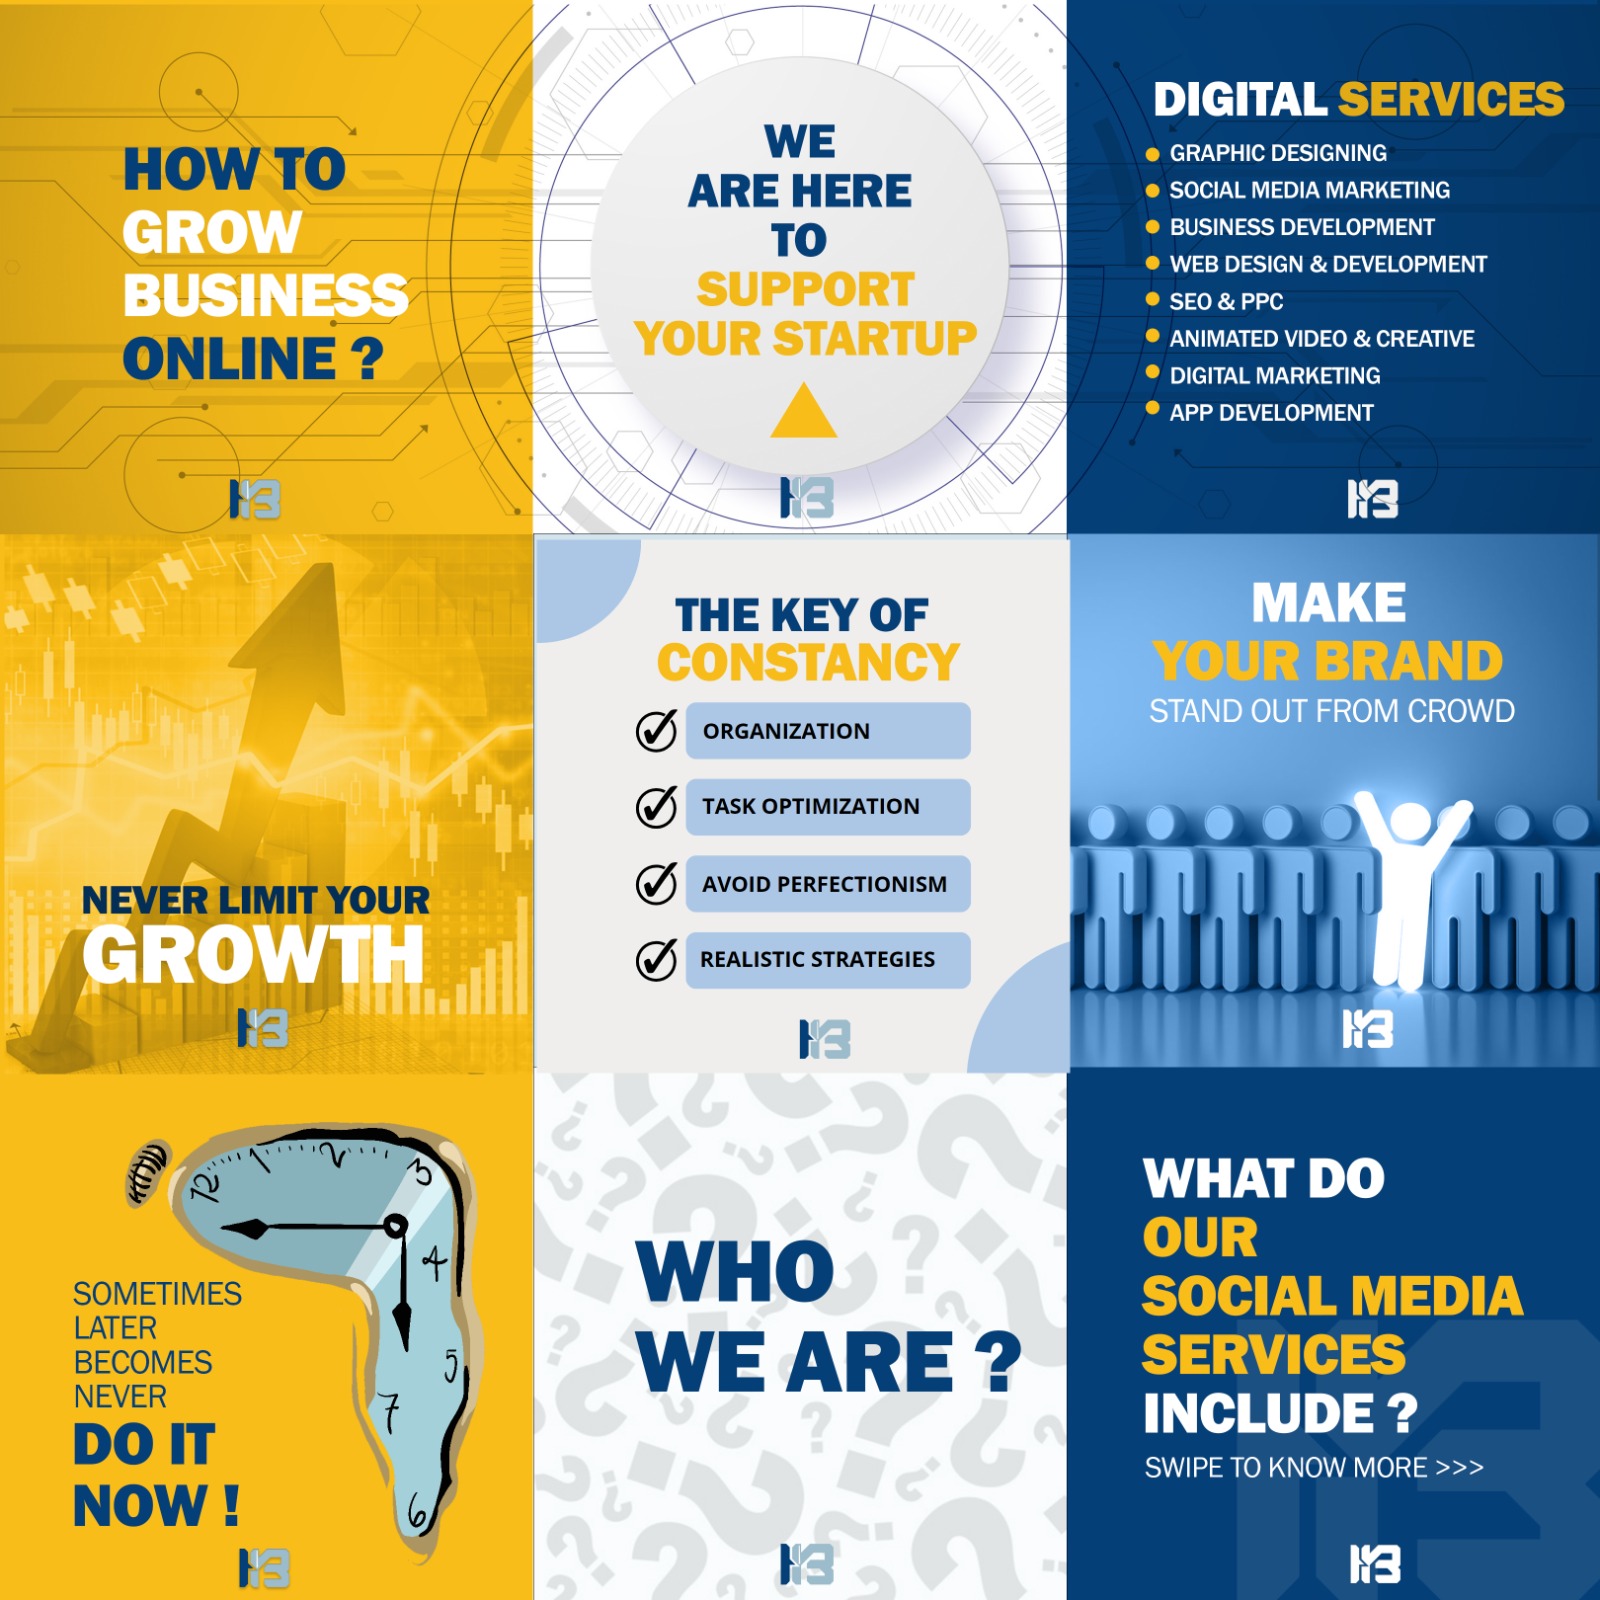 HOW TO
GROW
BUSINESS
ONLINE ?
WE
ARE HERE
TO
SUPPORT
YOUR STARTUP
DIGITAL SERVICES
GRAPHIC DESIGNING
SOCIAL MEDIA MARKETING
BUSINESS DEVELOPMENT
WEB DESIGN & DEVELOPMENT
SEO & PPC
ANIMATED VIDEO & CREATIVE
DIGITAL MARKETING
APP DEVELOPMENT
NEVER LIMIT YOUR
GROWTH
THE KEY OF
CONSTANCY
ORGANIZATION
TASK OPTIMIZATION
AVOID PERFECTIONISM
REALISTIC STRATEGIES
MAKE
YOUR BRAND
STAND OUT FROM CROWD
12 1 2 3
4
5
7
6
SOMETIMES
LATER
BECOMES
NEVER
DO IT
NOW !
WHO
WE ARE ?
WHAT DO
OUR
SOCIAL MEDIA
SERVICES
INCLUDE ?
SWIPE TO KNOW MORE >>>